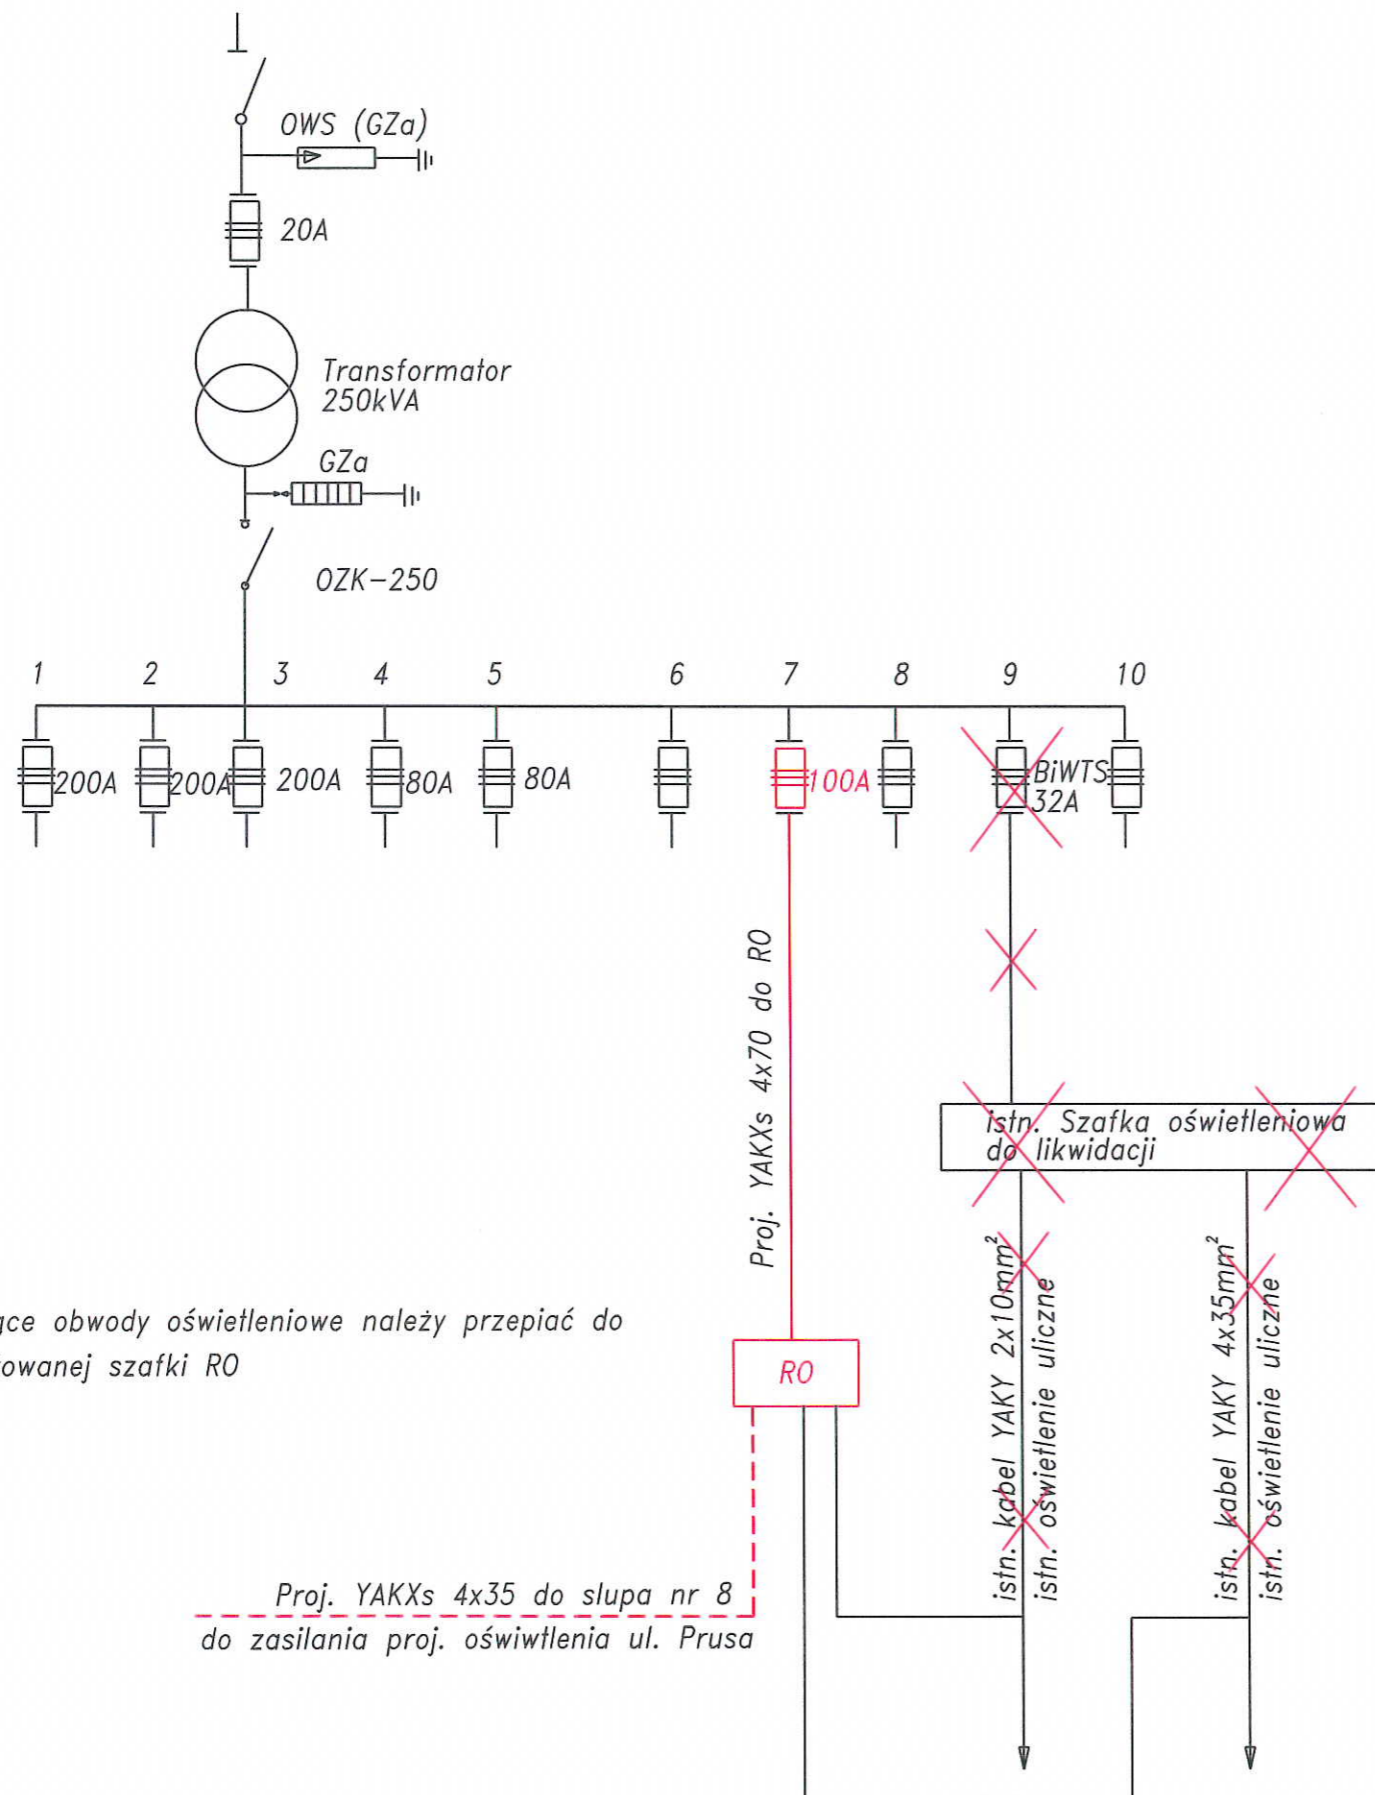 OWS (GZa)
20A
Transformator
250kVA
GZa
OZK-250
1 2 3 4 5 6 7 8 9 10
200A 200A 200A 80A 80A 100A BiWTS
32A
Proj. YAKXs 4x70 do RO
istn. Szafka oświetleniowa
do likwidacji
istn. kabel YAKY 2x10mm²
istn. oświetlenie uliczne
istn. kabel YAKY 4x35mm²
istn. oświetlenie uliczne
ące obwody oświetleniowe należy przepiać do
owanej szafki RO
RO
Proj. YAKXs 4x35 do slupa nr 8
do zasilania proj. oświwtlenia ul. Prusa